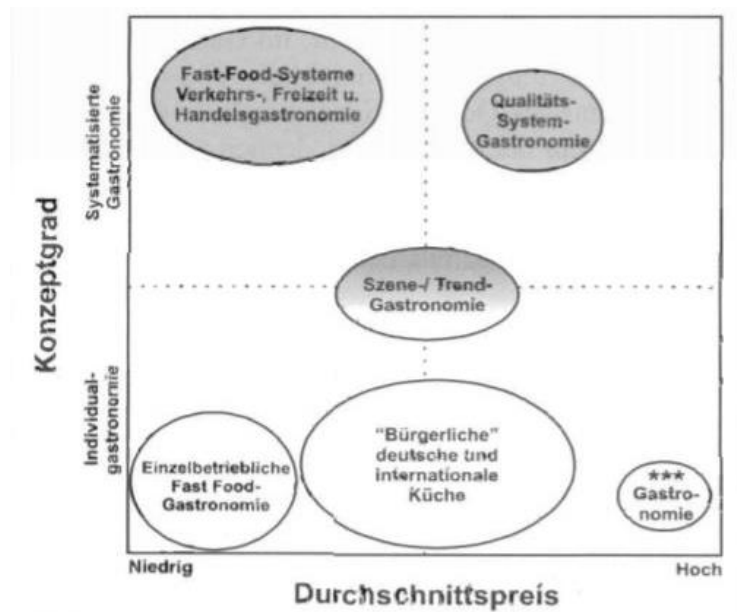 Fast-Food-Systeme
Verkehrs-, Freizeit u.
Handelsgastronomie
Qualitäts-
System-
Gastronomie
Systematisierte
Gastronomie
Konzeptgrad
Szene-/ Trend-
Gastronomie
Individual-
gastronomie
Einzelbetriebliche
Fast Food-
Gastronomie
"Bürgerliche"
deutsche und
internationale
Küche
***
Gastro-
nomie
Niedrig
Hoch
Durchschnittspreis